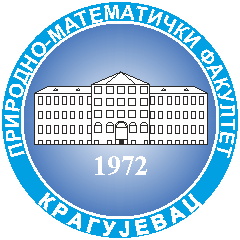 ПРИРОДНО-МАТЕМАТИЧКИ ФАКУЛТЕТ
1972
КРАГУЈЕВАЦ